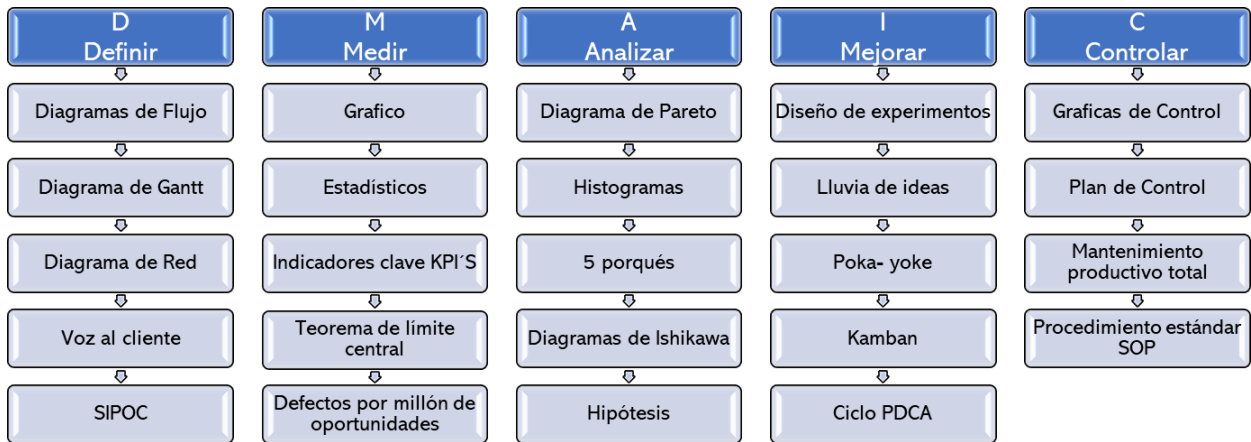 D
Definir
Diagramas de Flujo
Diagrama de Gantt
Diagrama de Red
Voz al cliente
SIPOC
M
Medir
Grafico
Estadísticos
Indicadores clave KPI´S
Teorema de límite
central
Defectos por millón de
oportunidades
A
Analizar
Diagrama de Pareto
Histogramas
5 porqués
Diagramas de Ishikawa
Hipótesis
I
Mejorar
Diseño de experimentos
Lluvia de ideas
Poka- yoke
Kamban
Ciclo PDCA
C
Controlar
Graficas de Control
Plan de Control
Mantenimiento
productivo total
Procedimiento estándar
SOP